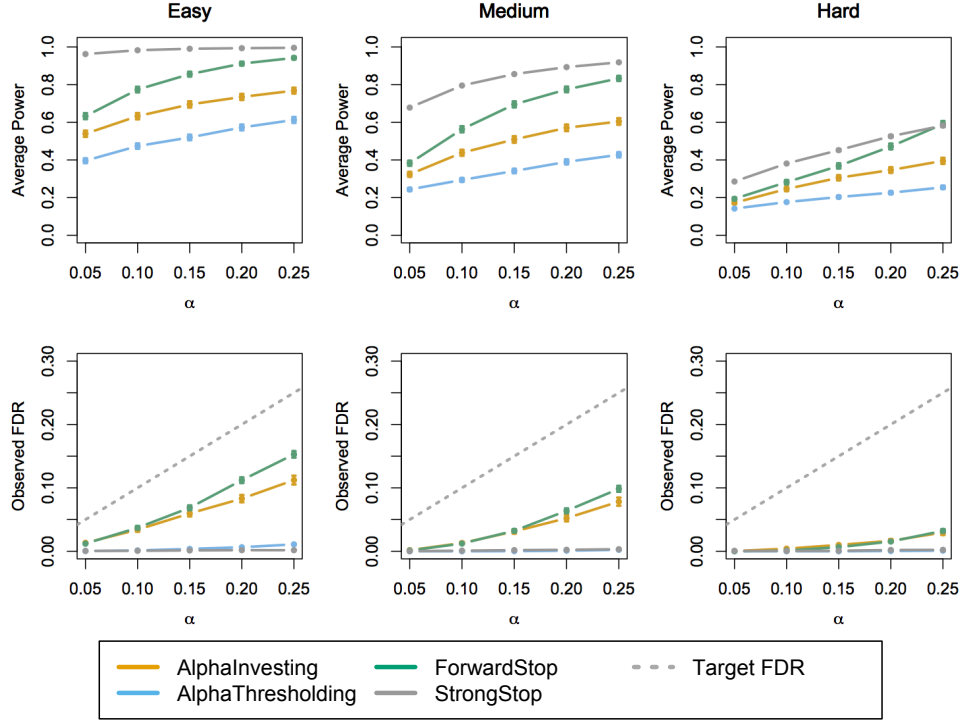 Easy
Medium
Hard
Average Power
1.0
0.8
0.6
0.4
0.2
0.0
0.05 0.10 0.15 0.20 0.25
α
Average Power
1.0
0.8
0.6
0.4
0.2
0.0
0.05 0.10 0.15 0.20 0.25
α
Average Power
1.0
0.8
0.6
0.4
0.2
0.0
0.05 0.10 0.15 0.20 0.25
α
Observed FDR
0.30
0.20
0.10
0.00
0.05 0.10 0.15 0.20 0.25
α
Observed FDR
0.30
0.20
0.10
0.00
0.05 0.10 0.15 0.20 0.25
α
Observed FDR
0.30
0.20
0.10
0.00
0.05 0.10 0.15 0.20 0.25
α
AlphaInvesting
AlphaThresholding
ForwardStop
StrongStop
Target FDR